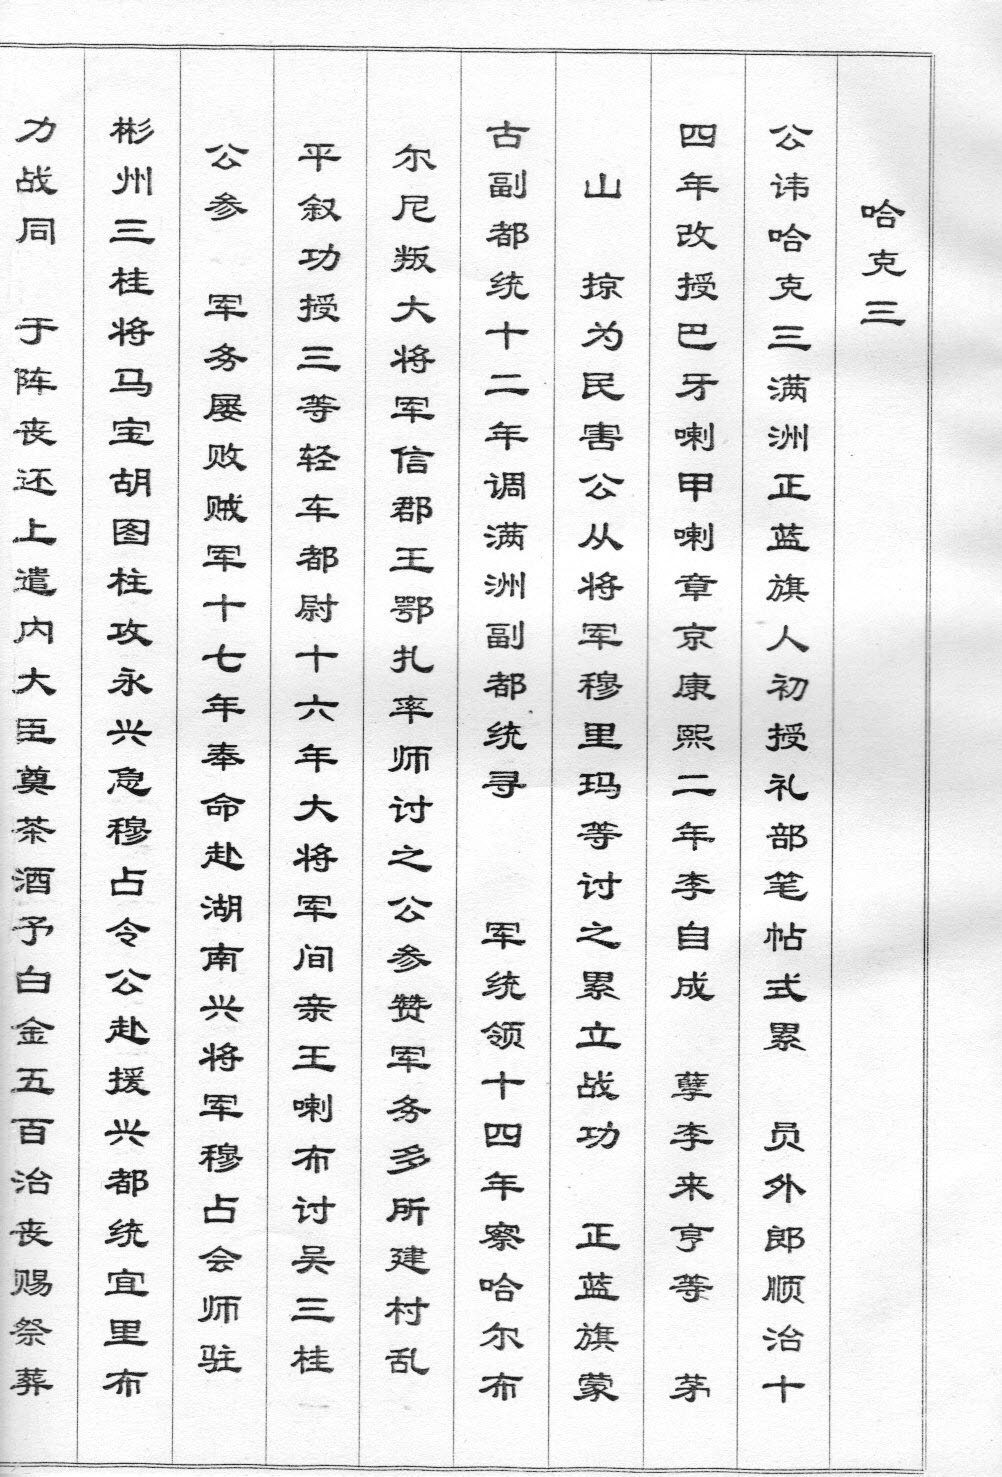 哈克三
公讳哈克三满洲正蓝旗人初授礼部笔帖式累 员外郎顺治十
四年改授巴牙喇甲喇章京康熙二年李自成 孽李来亨等 茅
山 掠为民害公从将军穆里玛等讨之累立战功 正蓝旗蒙
古副都统十二年调满洲副都统寻 军统领十四年察哈尔布
尔尼叛大将军信郡王鄂扎率师讨之公参赞军务多所建村乱
平叙功授三等轻车都尉十六年大将军间亲王喇布讨吴三桂
公参 军务屡败贼军十七年奉命赴湖南兴将军穆占会师驻
彬州三桂将马宝胡图柱攻永兴急穆占令公赴援兴都统宜里布
力战同 于阵丧还上遣内大臣奠茶酒予白金五百治丧赐祭葬